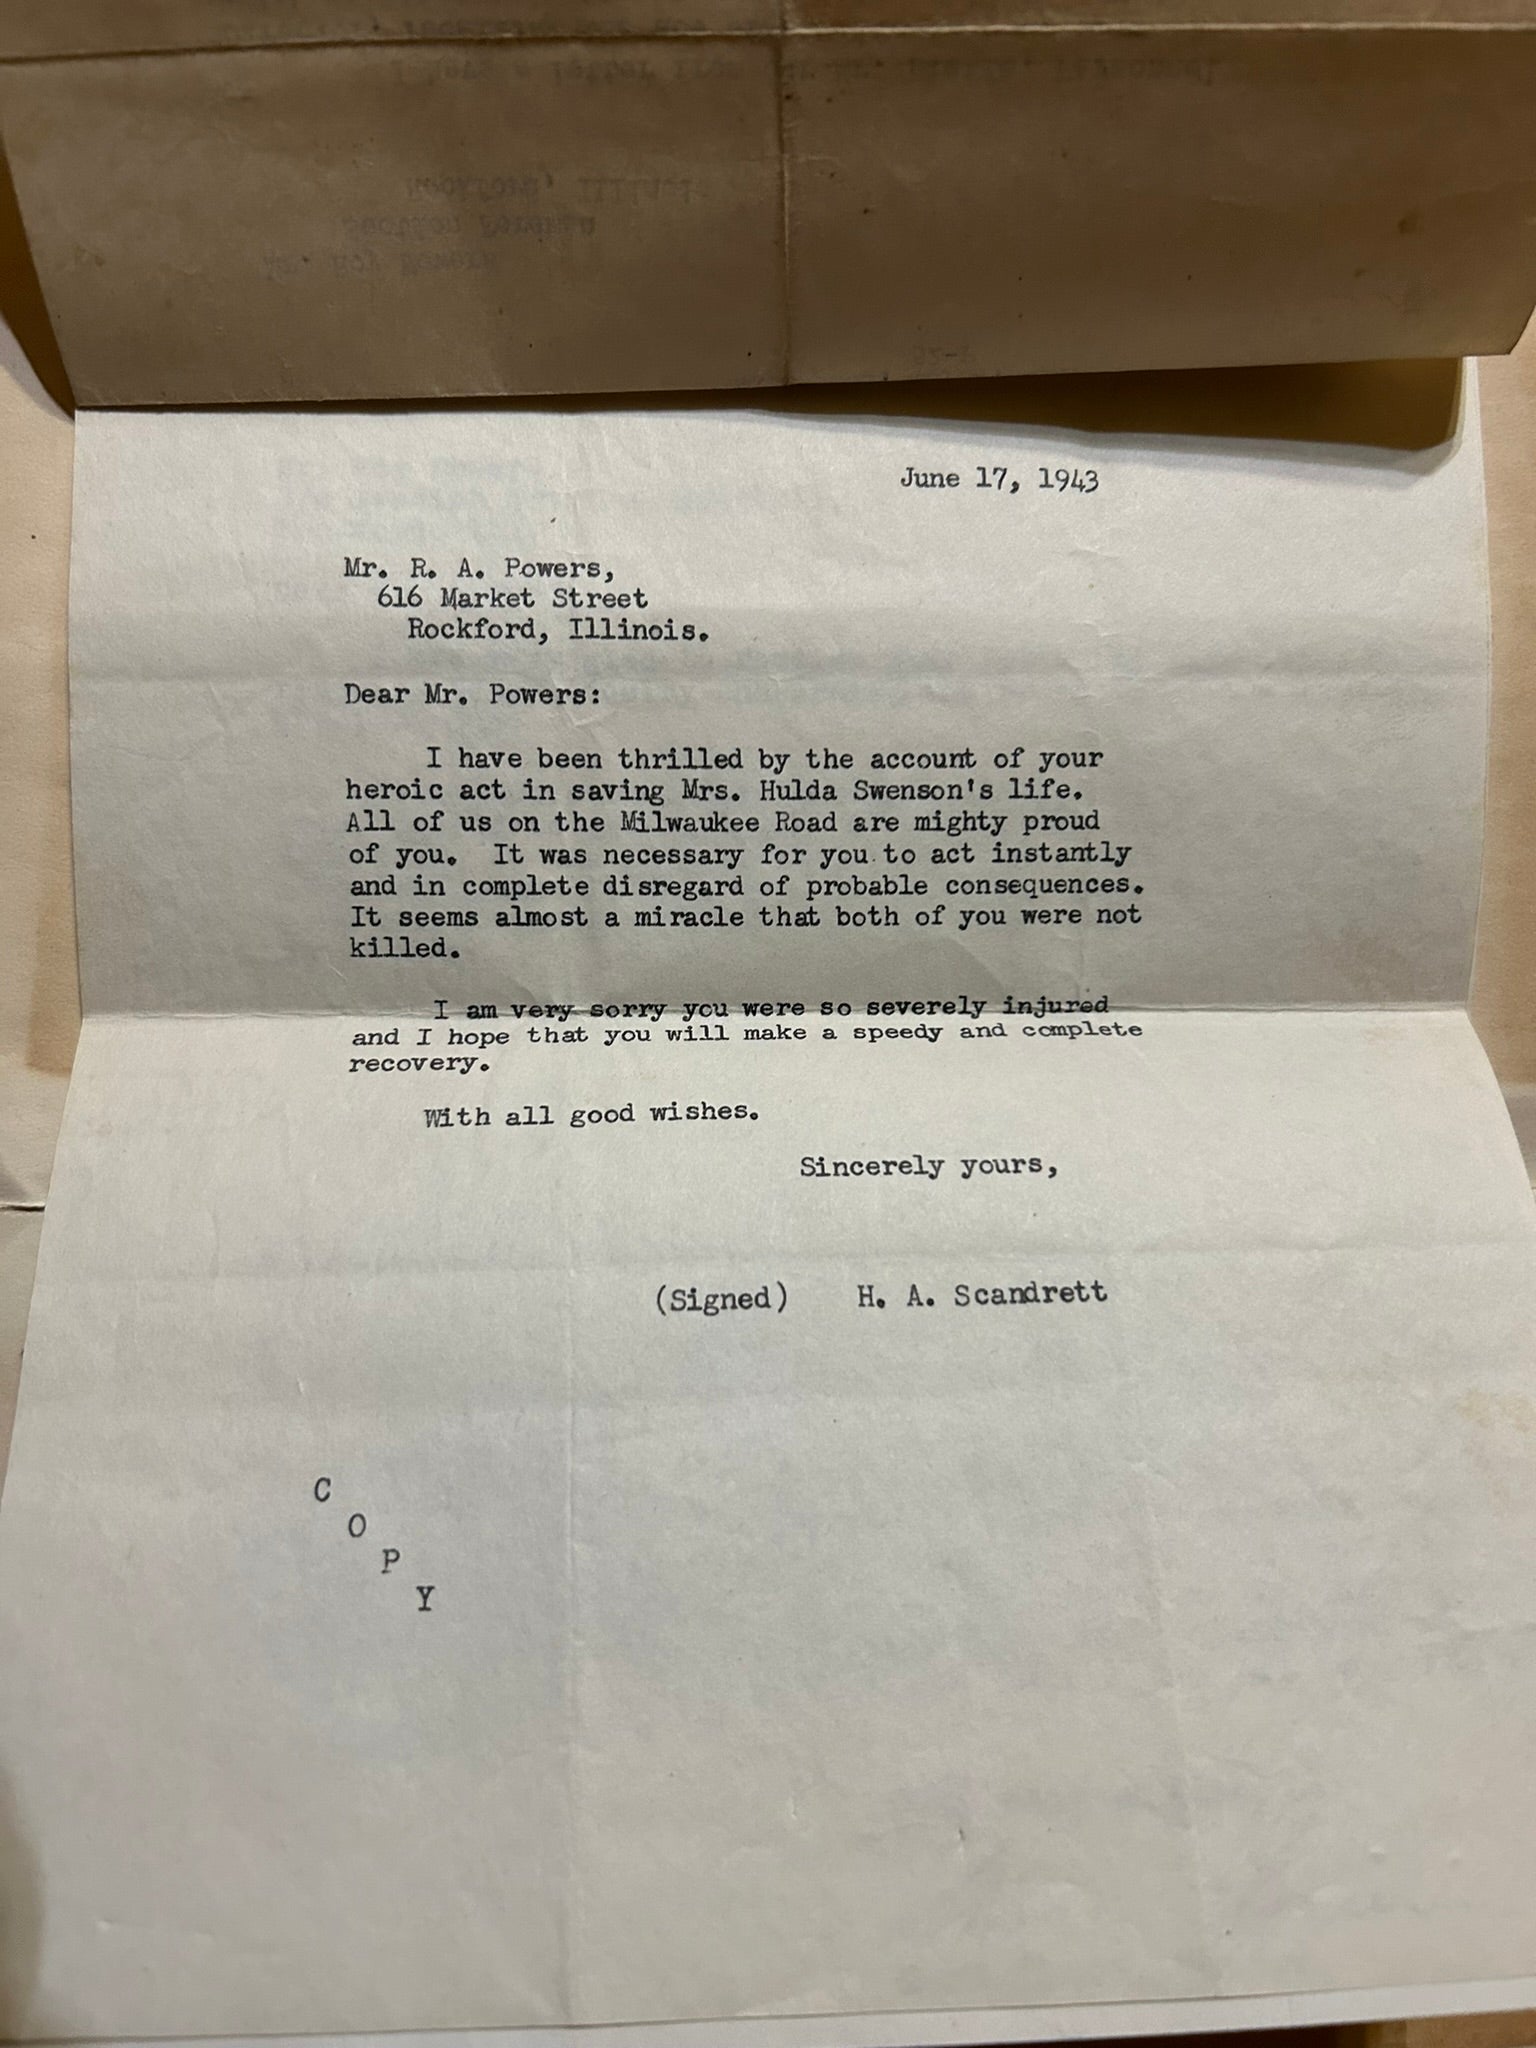 June 17, 1943
Mr. R. A. Powers,
616 Market Street
Rockford, Illinois.
Dear Mr. Powers:
I have been thrilled by the account of your
heroic act in saving Mrs. Hulda Swenson's life.
All of us on the Milwaukee Road are mighty proud
of you. It was necessary for you to act instantly
and in complete disregard of probable consequences.
It seems almost a miracle that both of you were not
killed.
I am very sorry you were so severely injured
and I hope that you will make a speedy and complete
recovery.
With all good wishes.
Sincerely yours,
(Signed) H. A. Scandrett
C
O
P
Y